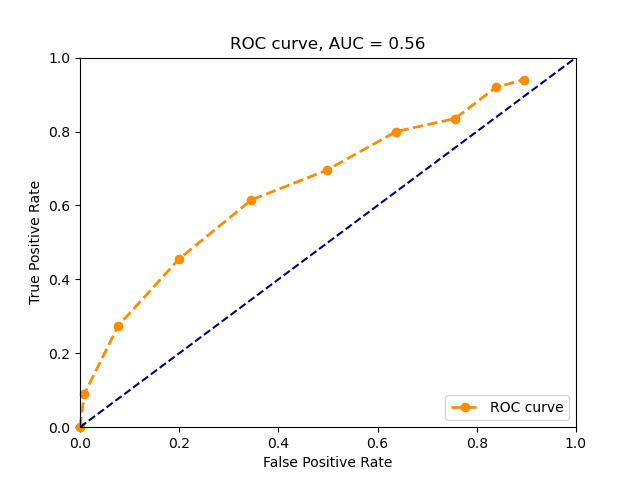 ROC curve, AUC = 0.56
1.0
0.8
0.6
0.4
0.2
0.0
True Positive Rate
ROC curve
0.0 0.2 0.4 0.6 0.8 1.0
False Positive Rate